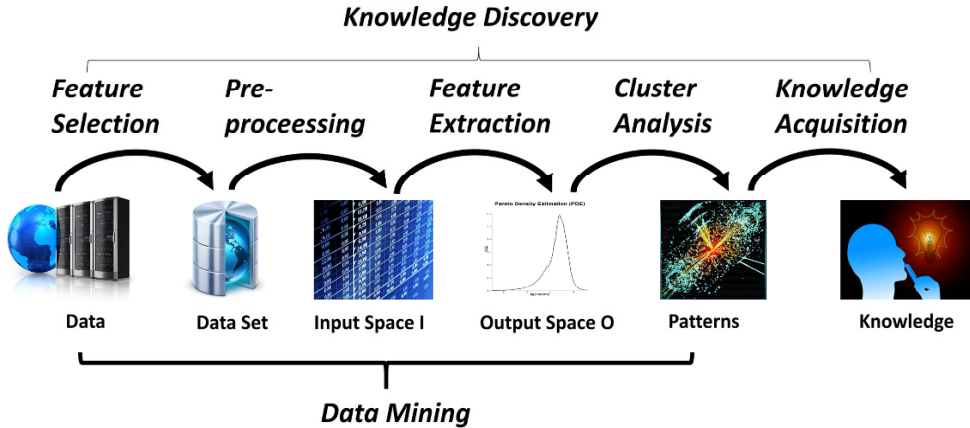 Knowledge Discovery
Feature
Selection
Pre-
proceessing
Feature
Extraction
Cluster
Analysis
Knowledge
Acquisition
Pareto Density Estimation (PDE)
Data
Data Set
Input Space I
Output Space O
Patterns
Knowledge
Data Mining